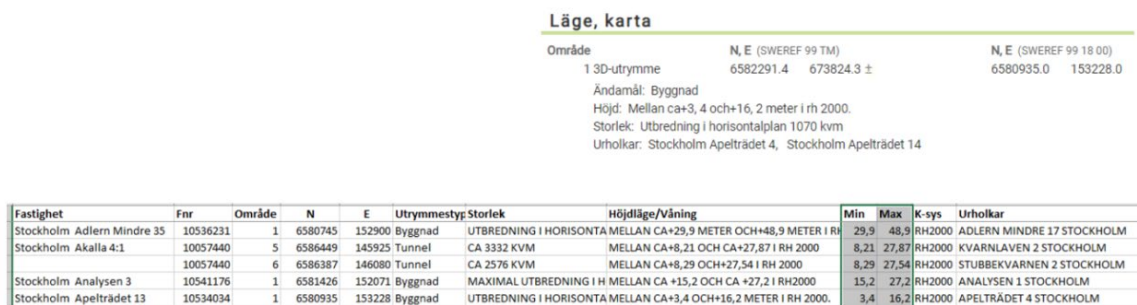 Läge, karta
Område N, E (SWEREF 99 TM) N, E (SWEREF 99 18 00)
1 3D-utrymme 6582291.4 673824.3 ± 6580935.0 153228.0
Ändamål: Byggnad
Höjd: Mellan ca+3, 4 och+16, 2 meter i rh 2000.
Storlek: Utbredning i horisontalplan 1070 kvm
Urholkar: Stockholm Apelträdet 4, Stockholm Apelträdet 14
Fastighet Fnr Område N E Utrymmestyp Storlek Höjdläge/Våning Min Max K-sys Urholkar
Stockholm Adlern Mindre 35 10536231 1 6580745 152900 Byggnad UTBREDNING I HORISONTA MELLAN CA+29,9 METER OCH+48,9 METER I RH 29,9 48,9 RH2000 ADLERN MINDRE 17 STOCKHOLM
Stockholm Akalla 4:1 10057440 5 6586449 145925 Tunnel CA 3332 KVM MELLAN CA+8,21 OCH CA+27,87 I RH 2000 8,21 27,87 RH2000 KVARNLAVEN 2 STOCKHOLM
10057440 6 6586387 146080 Tunnel CA 2576 KVM MELLAN CA+8,29 OCH+27,54 I RH 2000 8,29 27,54 RH2000 STUBBEKVARNEN 2 STOCKHOLM
Stockholm Analysen 3 10541176 1 6581426 152071 Byggnad MAXIMAL UTBREDNING I H MELLAN CA +15,2 OCH CA +27,2 I RH2000 15,2 27,2 RH2000 ANALYSEN 1 STOCKHOLM
Stockholm Apelträdet 13 10534034 1 6580935 153228 Byggnad UTBREDNING I HORISONTA MELLAN CA+3,4 OCH+16,2 METER I RH 2000. 3,4 16,2 RH2000 APELTRÄDET 4 STOCKHOLM